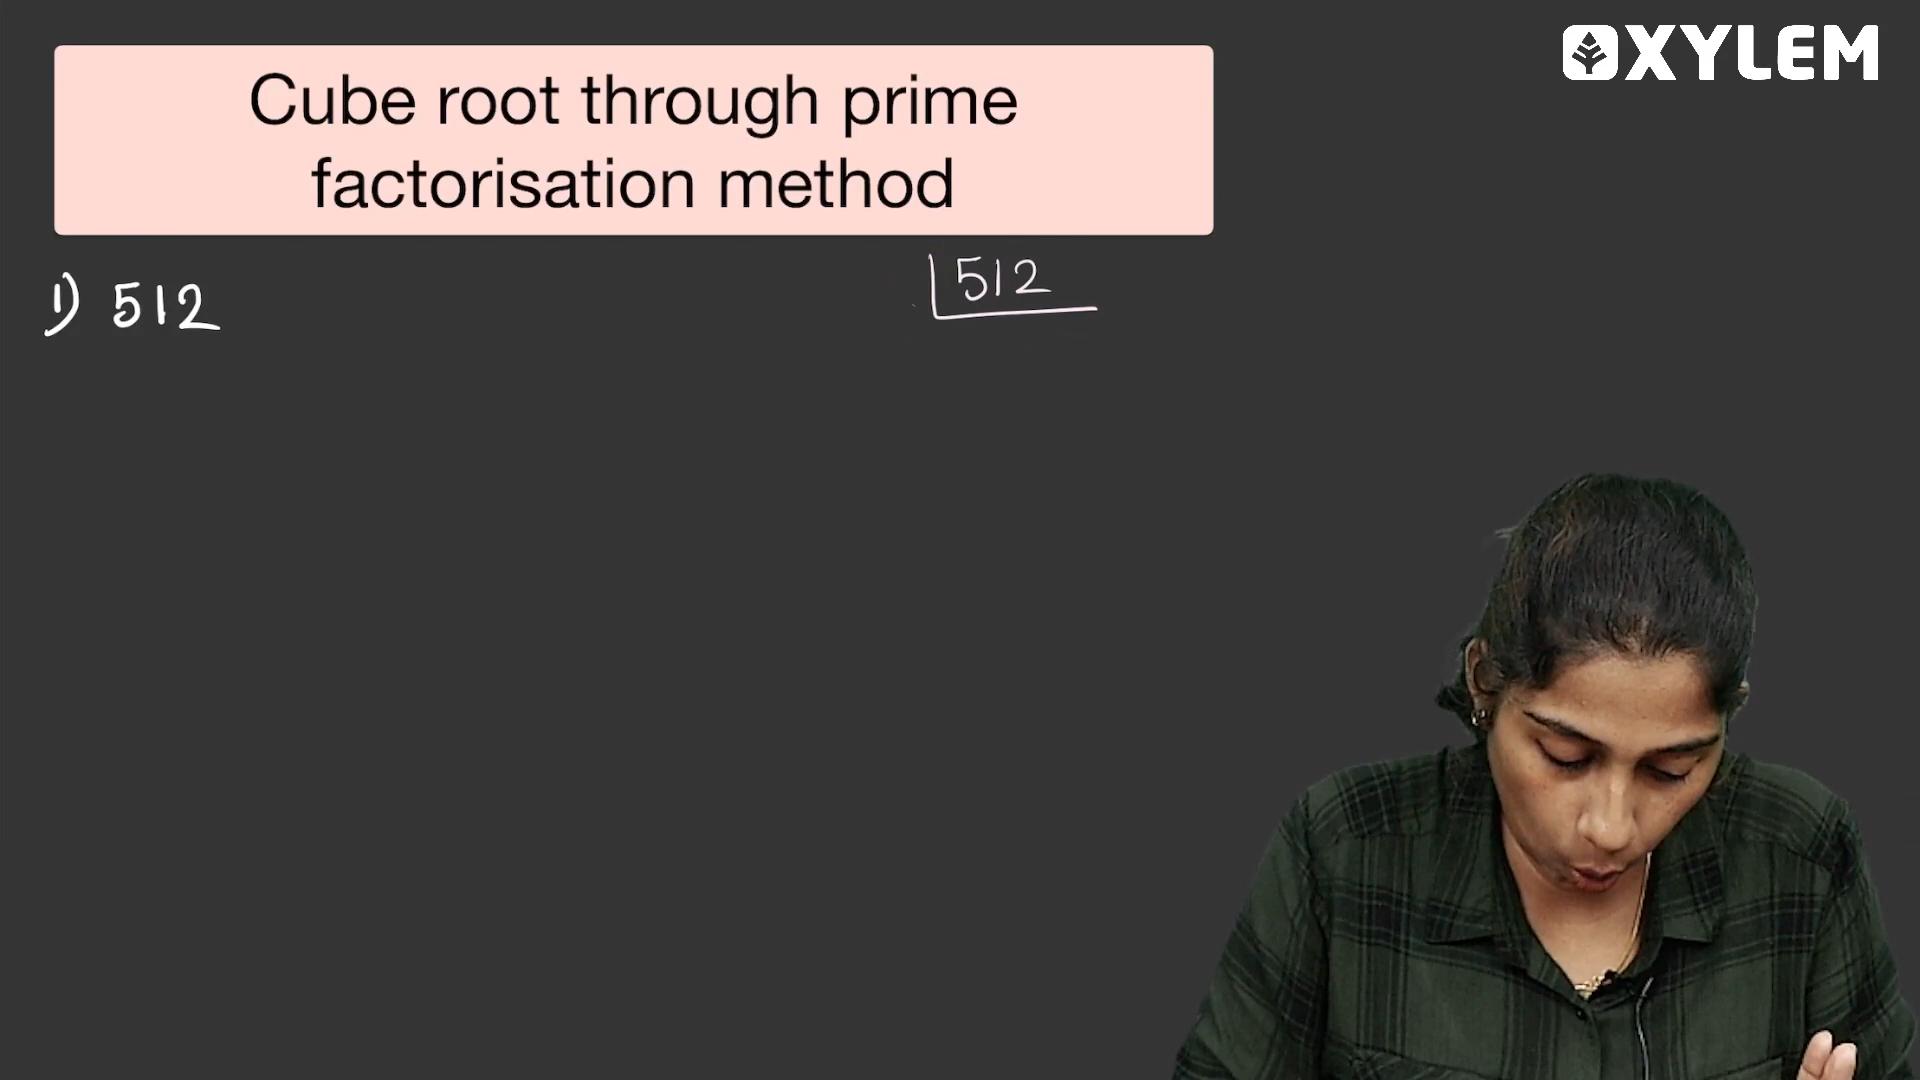 XYLEM
Cube root through prime
factorisation method
1) 512
512